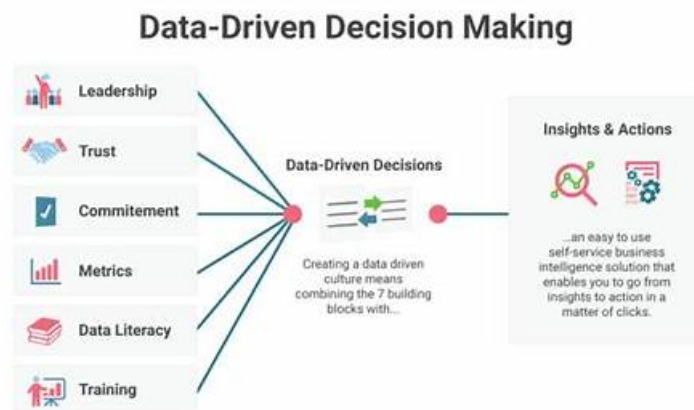 Data-Driven Decision Making
Leadership
Trust
Commitement
Metrics
Data Literacy
Training
Data-Driven Decisions
Creating a data driven
culture means
combining the 7 building
blocks with...
Insights & Actions
...an easy to use
self-service business
intelligence solution that
enables you to go from
insights to action in a
matter of clicks.